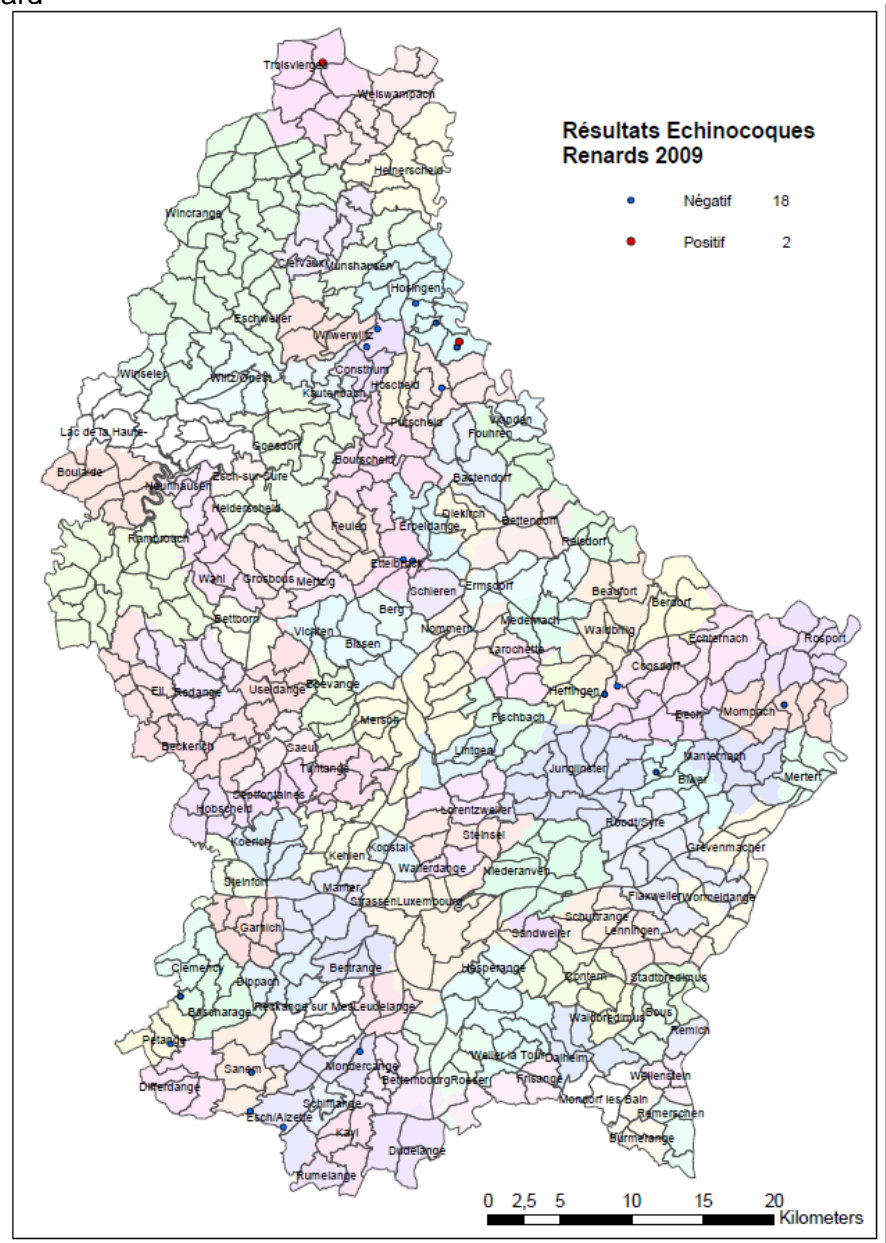 ard
Résultats Echinocoques
Renards 2009
Négatif 18
Positif 2
Troisvierges
Weiswampach
Heinerscheid
Wincrange
Clervaux
Munshausen
Hosingen
Eschweiler
Wilwerwiltz
Winseler
Wiltz/Oneth
Consthum
Kautenbach
Hoscheid
Putscheid
Vianden
Fouhren
Lac de la Haute-
Goesdorf
Bourscheid
Bastendorf
Boulaide
Neunhausen
Esch-sur-Sûre
Heiderscheid
Feulen
Erpeldange
Diekirch
Bettendorf
Rambrouch
Reisdorf
Ettelbruck
Wahl
Grosbous
Mertzig
Schieren
Ermsdorf
Beaufort
Berdorf
Bettborn
Vichten
Berg
Nommern
Medernach
Waldbillig
Echternach
Rosport
Bissen
Larochette
Consdorf
Ell
Redange
Useldange
Boevange
Heffingen
Mersch
Fischbach
Bech
Mompach
Beckerich
Saeul
Lintgen
Manternach
Tuntange
Junglinster
Biwer
Mertert
Septfontaines
Hobscheid
Lorentzweiler
Koerich
Steinsel
Roodt/Syre
Kehlen
Kopstal
Grevenmacher
Walferdange
Niederanven
Steinfort
Mamer
Strassen
Luxembourg
Flaxweiler
Wormeldange
Schuttrange
Garnich
Sandweiler
Lenningen
Clemency
Dippach
Bertrange
Hesperange
Contern
Stadtbredimus
Bascharage
Reckange sur Mess
Leudelange
Waldbredimus
Bous
Remich
Petange
Mondercange
Weiler la Tour
Dalheim
Sanem
Bettembourg
Roeser
Frisange
Wellenstein
Differdange
Schifflange
Mondorf les Bain
Esch/Alzette
Remerschen
Kayl
Burmerange
Dudelange
Rumelange
0 2,5 5 10 15 20
Kilometers